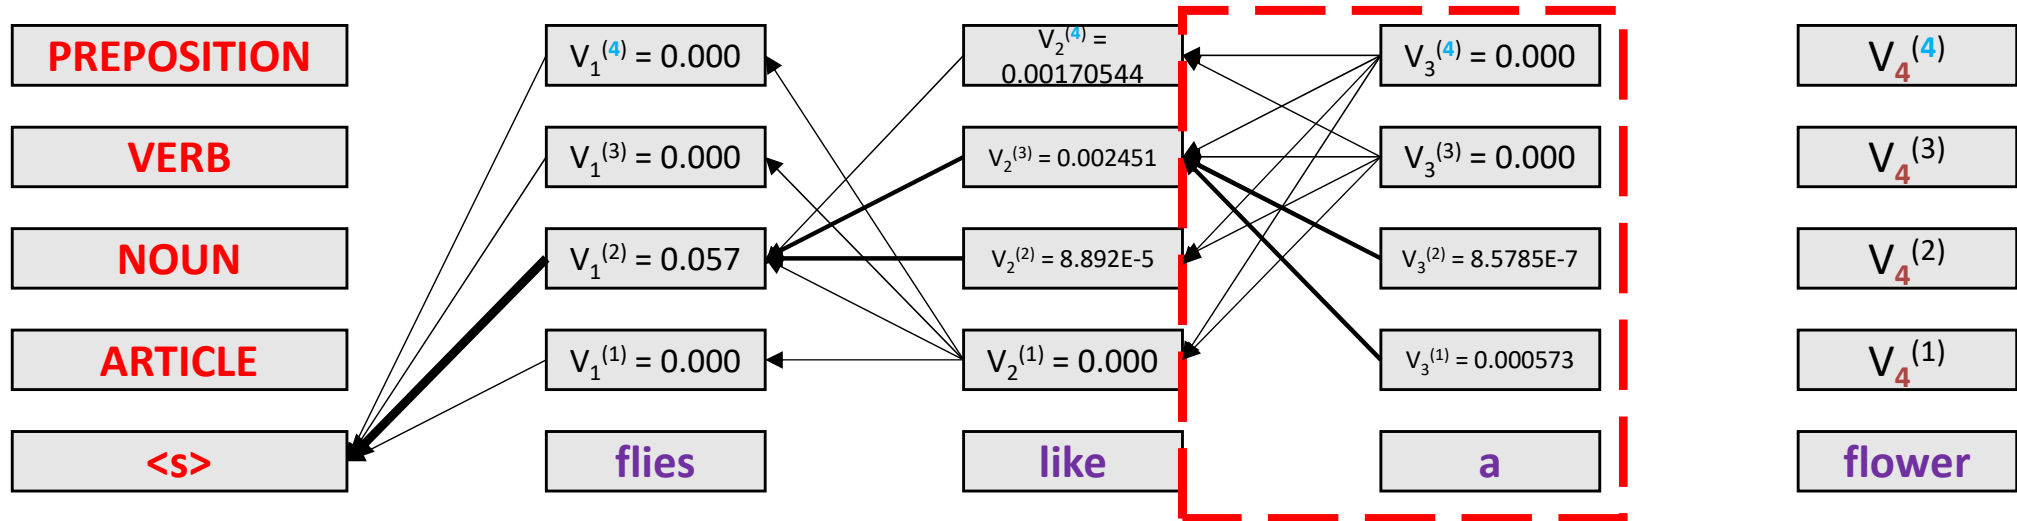 PREPOSITION V₁⁽⁴⁾ = 0.000 V₂⁽⁴⁾ = 0.00170544 V₃⁽⁴⁾ = 0.000 V₄⁽⁴⁾
VERB V₁⁽³⁾ = 0.000 V₂⁽³⁾ = 0.002451 V₃⁽³⁾ = 0.000 V₄⁽³⁾
NOUN V₁⁽²⁾ = 0.057 V₂⁽²⁾ = 8.892E-5 V₃⁽²⁾ = 8.5785E-7 V₄⁽²⁾
ARTICLE V₁⁽¹⁾ = 0.000 V₂⁽¹⁾ = 0.000 V₃⁽¹⁾ = 0.000573 V₄⁽¹⁾
<s> flies like a flower